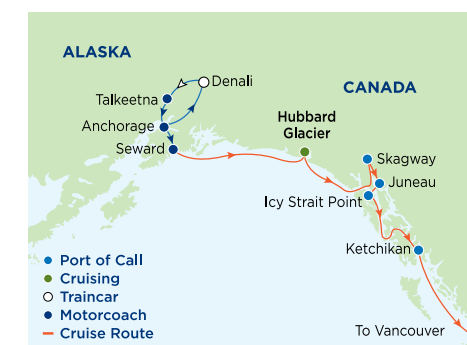 ALASKA
Denali
CANADA
Talkeetna
Hubbard
Glacier
Anchorage
Seward
Skagway
Juneau
Icy Strait Point
Ketchikan
Port of Call
Cruising
Traincar
Motorcoach
Cruise Route
To Vancouver